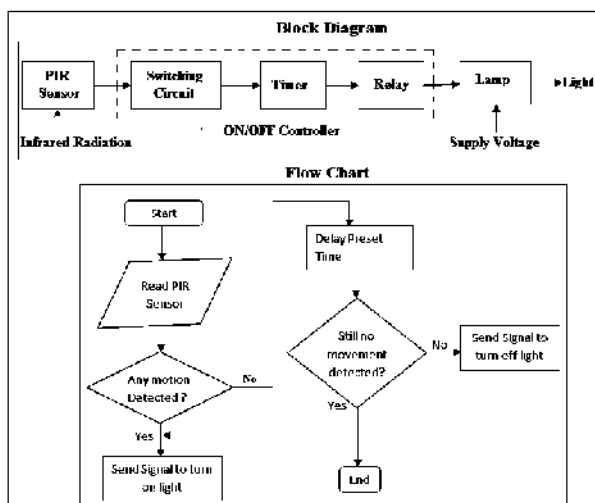 Block Diagram
PIR
Sensor
Switching
Circuit
Timer
Relay
Lamp
Light
Infrared Radiation
ON/OFF Controller
Supply Voltage
Flow Chart
Start
Read PIR
Sensor
Any motion
Detected ?
No
Yes
Send Signal to turn
on light
Delay Preset
Time
Still no
movement
detected?
No
Send Signal to
turn off light
Yes
End